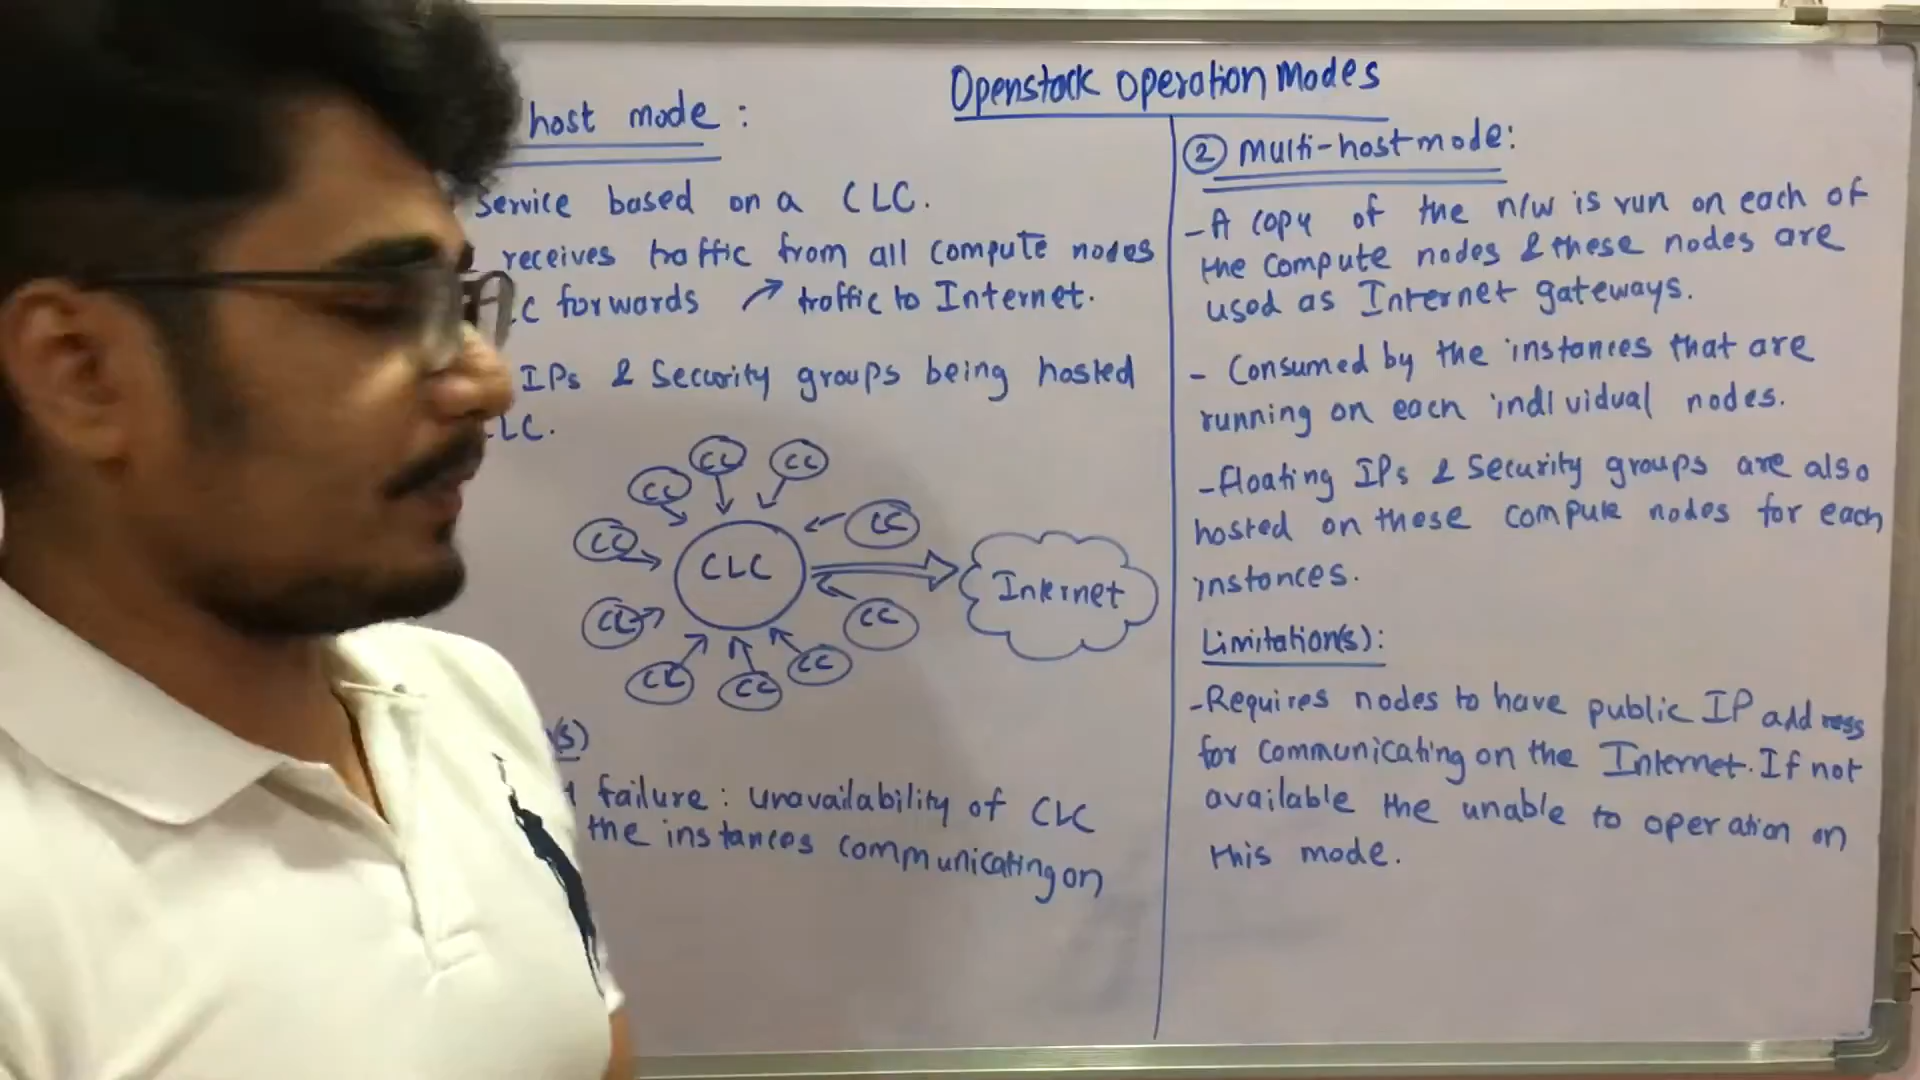 Openstack Operation Modes
host mode :
service based on a CLC.
receives traffic from all compute nodes
forwards → traffic to Internet.
IPs & Security groups being hosted
LC.
CC
CC
CC
CC
CC
CLC
Internet
CC
CC
CC
CC
CC
(s)
failure : unavailability of CLC
the instances communicating on
② Multi-host mode:
- A copy of the n/w is run on each of
the compute nodes & these nodes are
used as Internet gateways.
- Consumed by the instances that are
running on each individual nodes.
- Floating IPs & Security groups are also
hosted on these compute nodes for each
instances.
Limitation(s):
- Requires nodes to have public IP address
for communicating on the Internet. If not
available the unable to operation on
this mode.